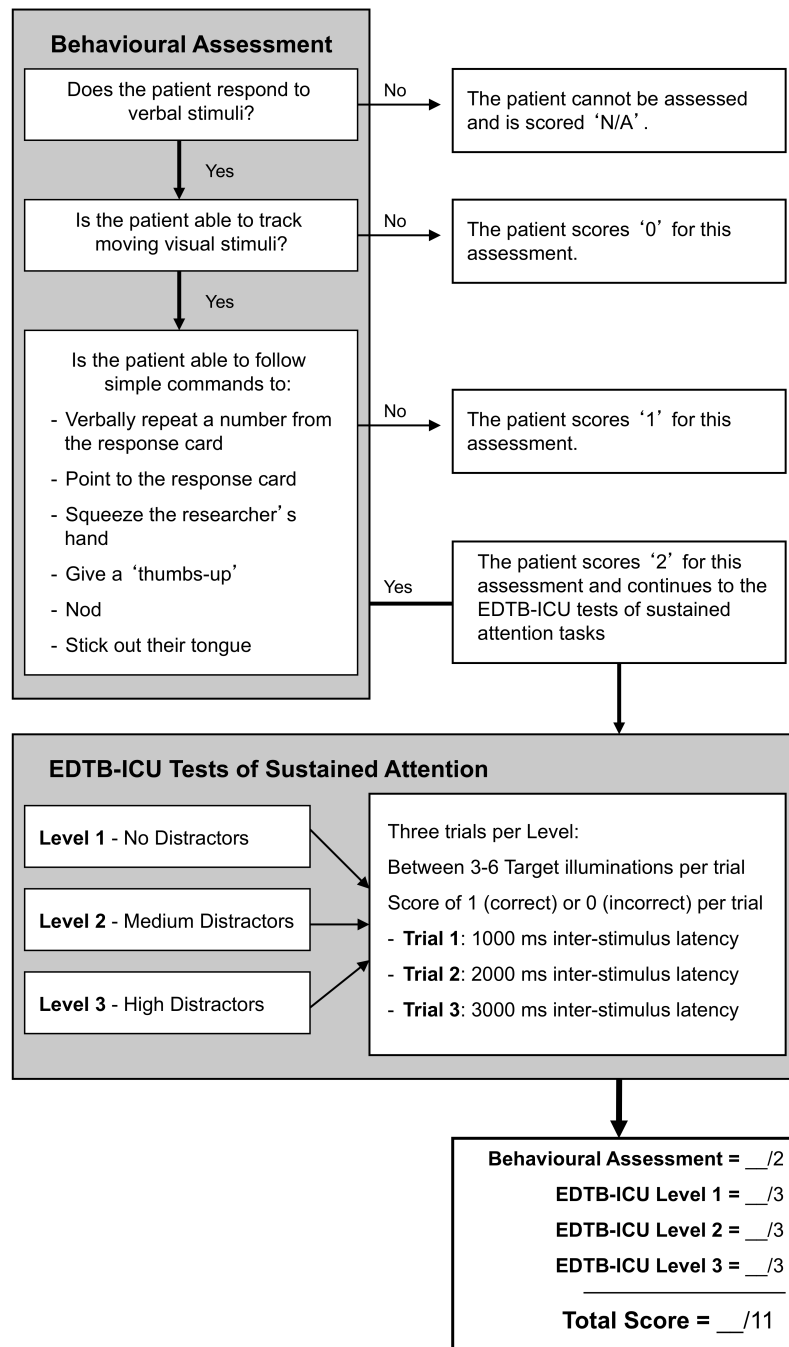 Behavioural Assessment
Does the patient respond to
verbal stimuli?
No
The patient cannot be assessed
and is scored ‘N/A’.
Yes
Is the patient able to track
moving visual stimuli?
No
The patient scores ‘0’ for this
assessment.
Yes
Is the patient able to follow
simple commands to:
- Verbally repeat a number from
the response card
- Point to the response card
- Squeeze the researcher’s
hand
- Give a ‘thumbs-up’
- Nod
- Stick out their tongue
No
The patient scores ‘1’ for this
assessment.
Yes
The patient scores ‘2’ for this
assessment and continues to the
EDTB-ICU tests of sustained
attention tasks
EDTB-ICU Tests of Sustained Attention
Level 1 - No Distractors
Level 2 - Medium Distractors
Level 3 - High Distractors
Three trials per Level:
Between 3-6 Target illuminations per trial
Score of 1 (correct) or 0 (incorrect) per trial
- Trial 1: 1000 ms inter-stimulus latency
- Trial 2: 2000 ms inter-stimulus latency
- Trial 3: 3000 ms inter-stimulus latency
Behavioural Assessment = __/2
EDTB-ICU Level 1 = __/3
EDTB-ICU Level 2 = __/3
EDTB-ICU Level 3 = __/3
Total Score = __/11